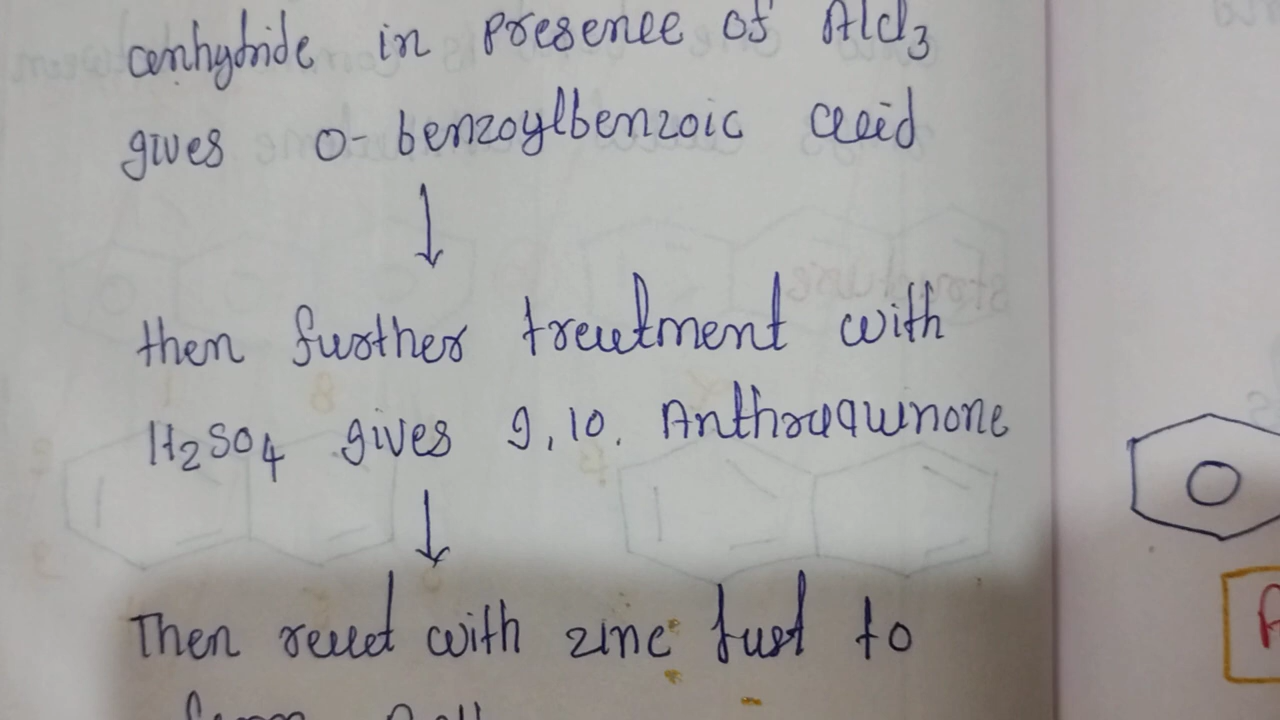 anhydride in presence of AlCl3
gives o- benzoylbenzoic acid
↓
then further treatment with
H2SO4 gives 9,10. Anthraquinone
↓
Then react with zinc dust to